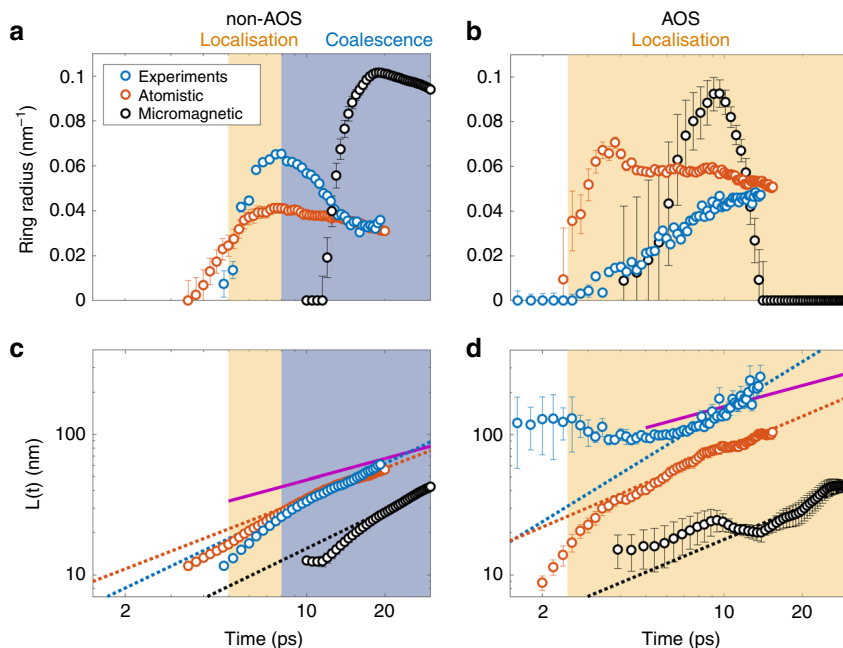 non-AOS
AOS
a
Localisation
Coalescence
b
Localisation
Experiments
Atomistic
Micromagnetic
Ring radius (nm⁻¹)
0.1
0.08
0.06
0.04
0.02
0
0.1
0.08
0.06
0.04
0.02
0
c
d
L(t) (nm)
100
10
2
10
20
Time (ps)
100
10
2
10
20
Time (ps)